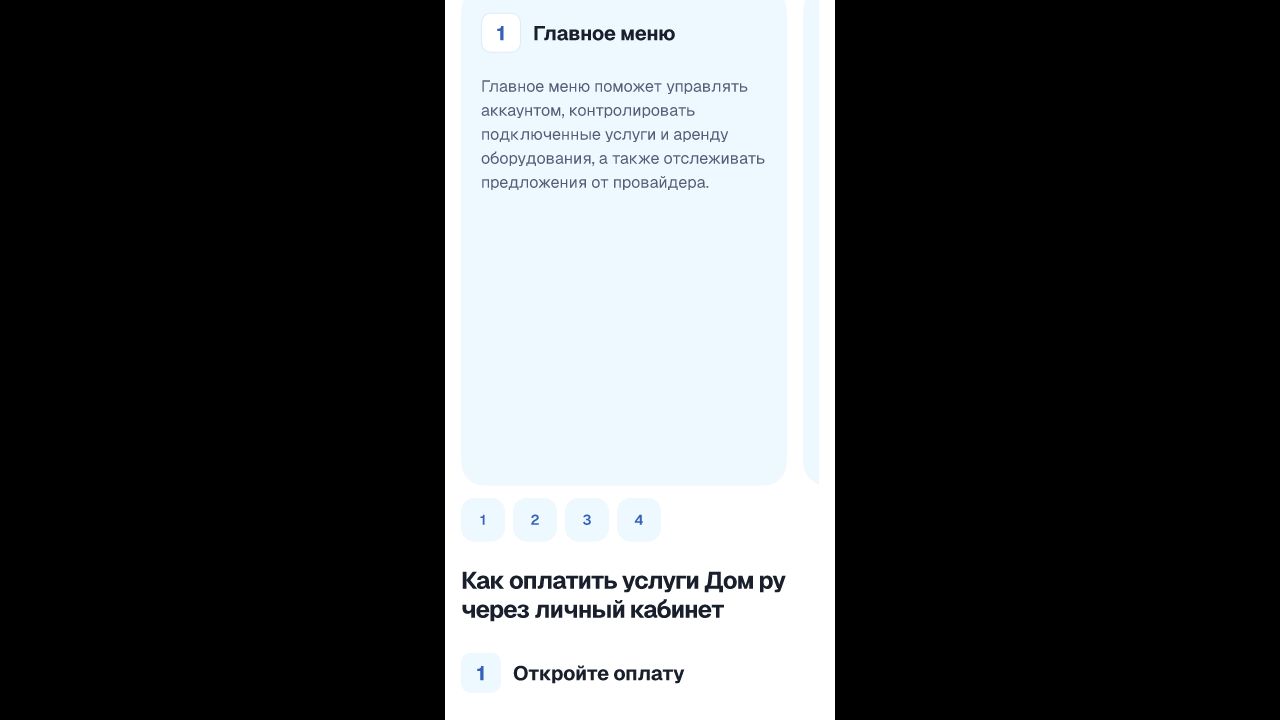 1 Главное меню
Главное меню поможет управлять
аккаунтом, контролировать
подключенные услуги и аренду
оборудования, а также отслеживать
предложения от провайдера.
1 2 3 4
Как оплатить услуги Дом ру
через личный кабинет
1 Откройте оплату